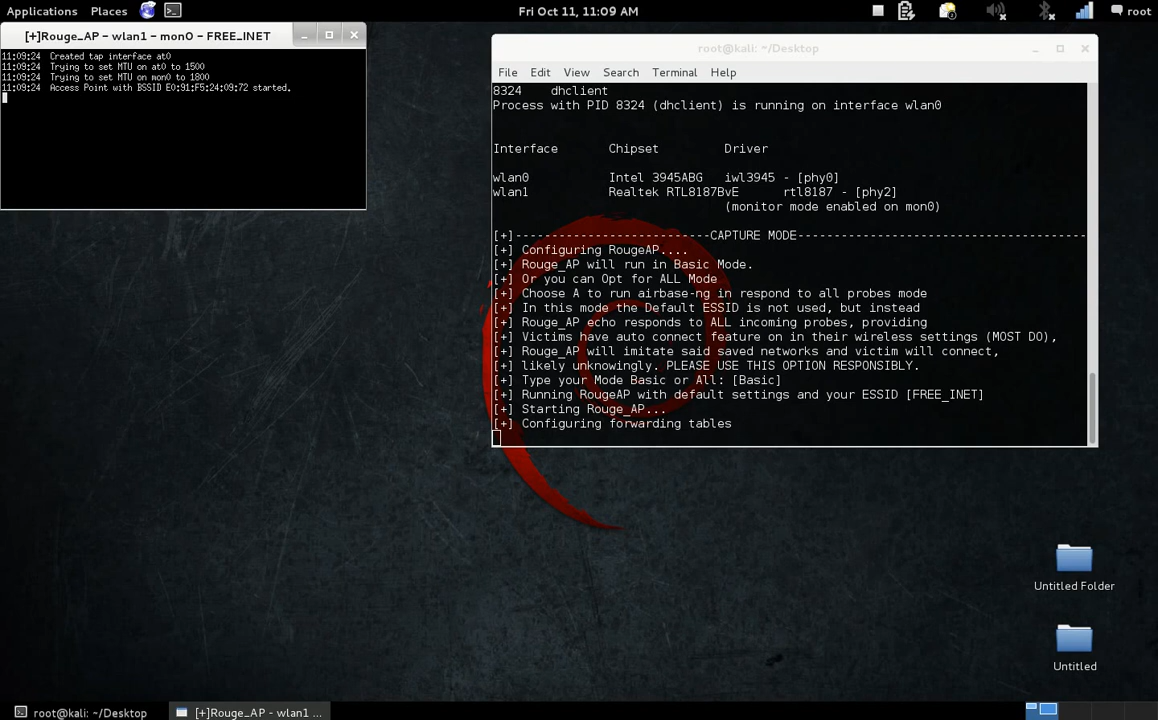 Applications Places Fri Oct 11, 11:09 AM root
[+]Rouge_AP - wlan1 - mon0 - FREE_INET
11:09:24 Created tap interface at0
11:09:24 Trying to set MTU on at0 to 1500
11:09:24 Trying to set MTU on mon0 to 1800
11:09:24 Access Point with BSSID E0:91:F5:24:09:72 started.
root@kali: ~/Desktop
File Edit View Search Terminal Help
8324 dhclient
Process with PID 8324 (dhclient) is running on interface wlan0
Interface Chipset Driver
wlan0 Intel 3945ABG iwl3945 - [phy0]
wlan1 Realtek RTL8187BvE rtl8187 - [phy2]
(monitor mode enabled on mon0)
[+]---------------------------CAPTURE MODE----------------------------------------
[+] Configuring RougeAP....
[+] Rouge_AP will run in Basic Mode.
[+] Or you can Opt for ALL Mode
[+] Choose A to run airbase-ng in respond to all probes mode
[+] In this mode the Default ESSID is not used, but instead
[+] Rouge_AP echo responds to ALL incoming probes, providing
[+] Victims have auto connect feature on in their wireless settings (MOST DO),
[+] Rouge_AP will imitate said saved networks and victim will connect,
[+] likely unknowingly. PLEASE USE THIS OPTION RESPONSIBLY.
[+] Type your Mode Basic or All: [Basic]
[+] Running RougeAP with default settings and your ESSID [FREE_INET]
[+] Starting Rouge_AP...
[+] Configuring forwarding tables
Untitled Folder
Untitled
root@kali: ~/Desktop [+]Rouge_AP - wlan1 ...